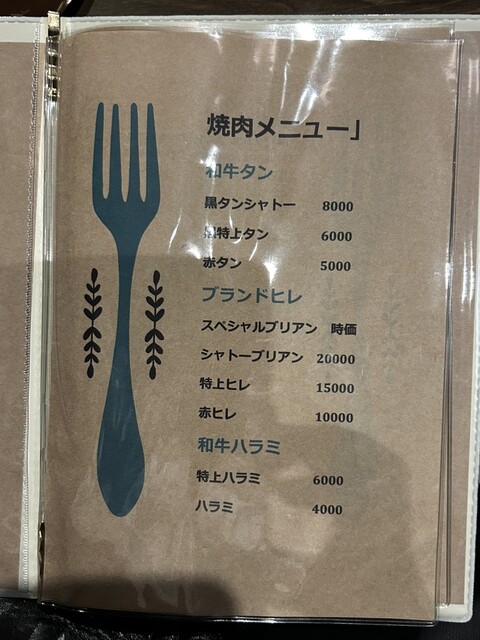 焼肉メニュー」
和牛タン
黒タンシャトー 8000
黒特上タン 6000
赤タン 5000
ブランドヒレ
スペシャルブリアン 時価
シャトーブリアン 20000
特上ヒレ 15000
赤ヒレ 10000
和牛ハラミ
特上ハラミ 6000
ハラミ 4000